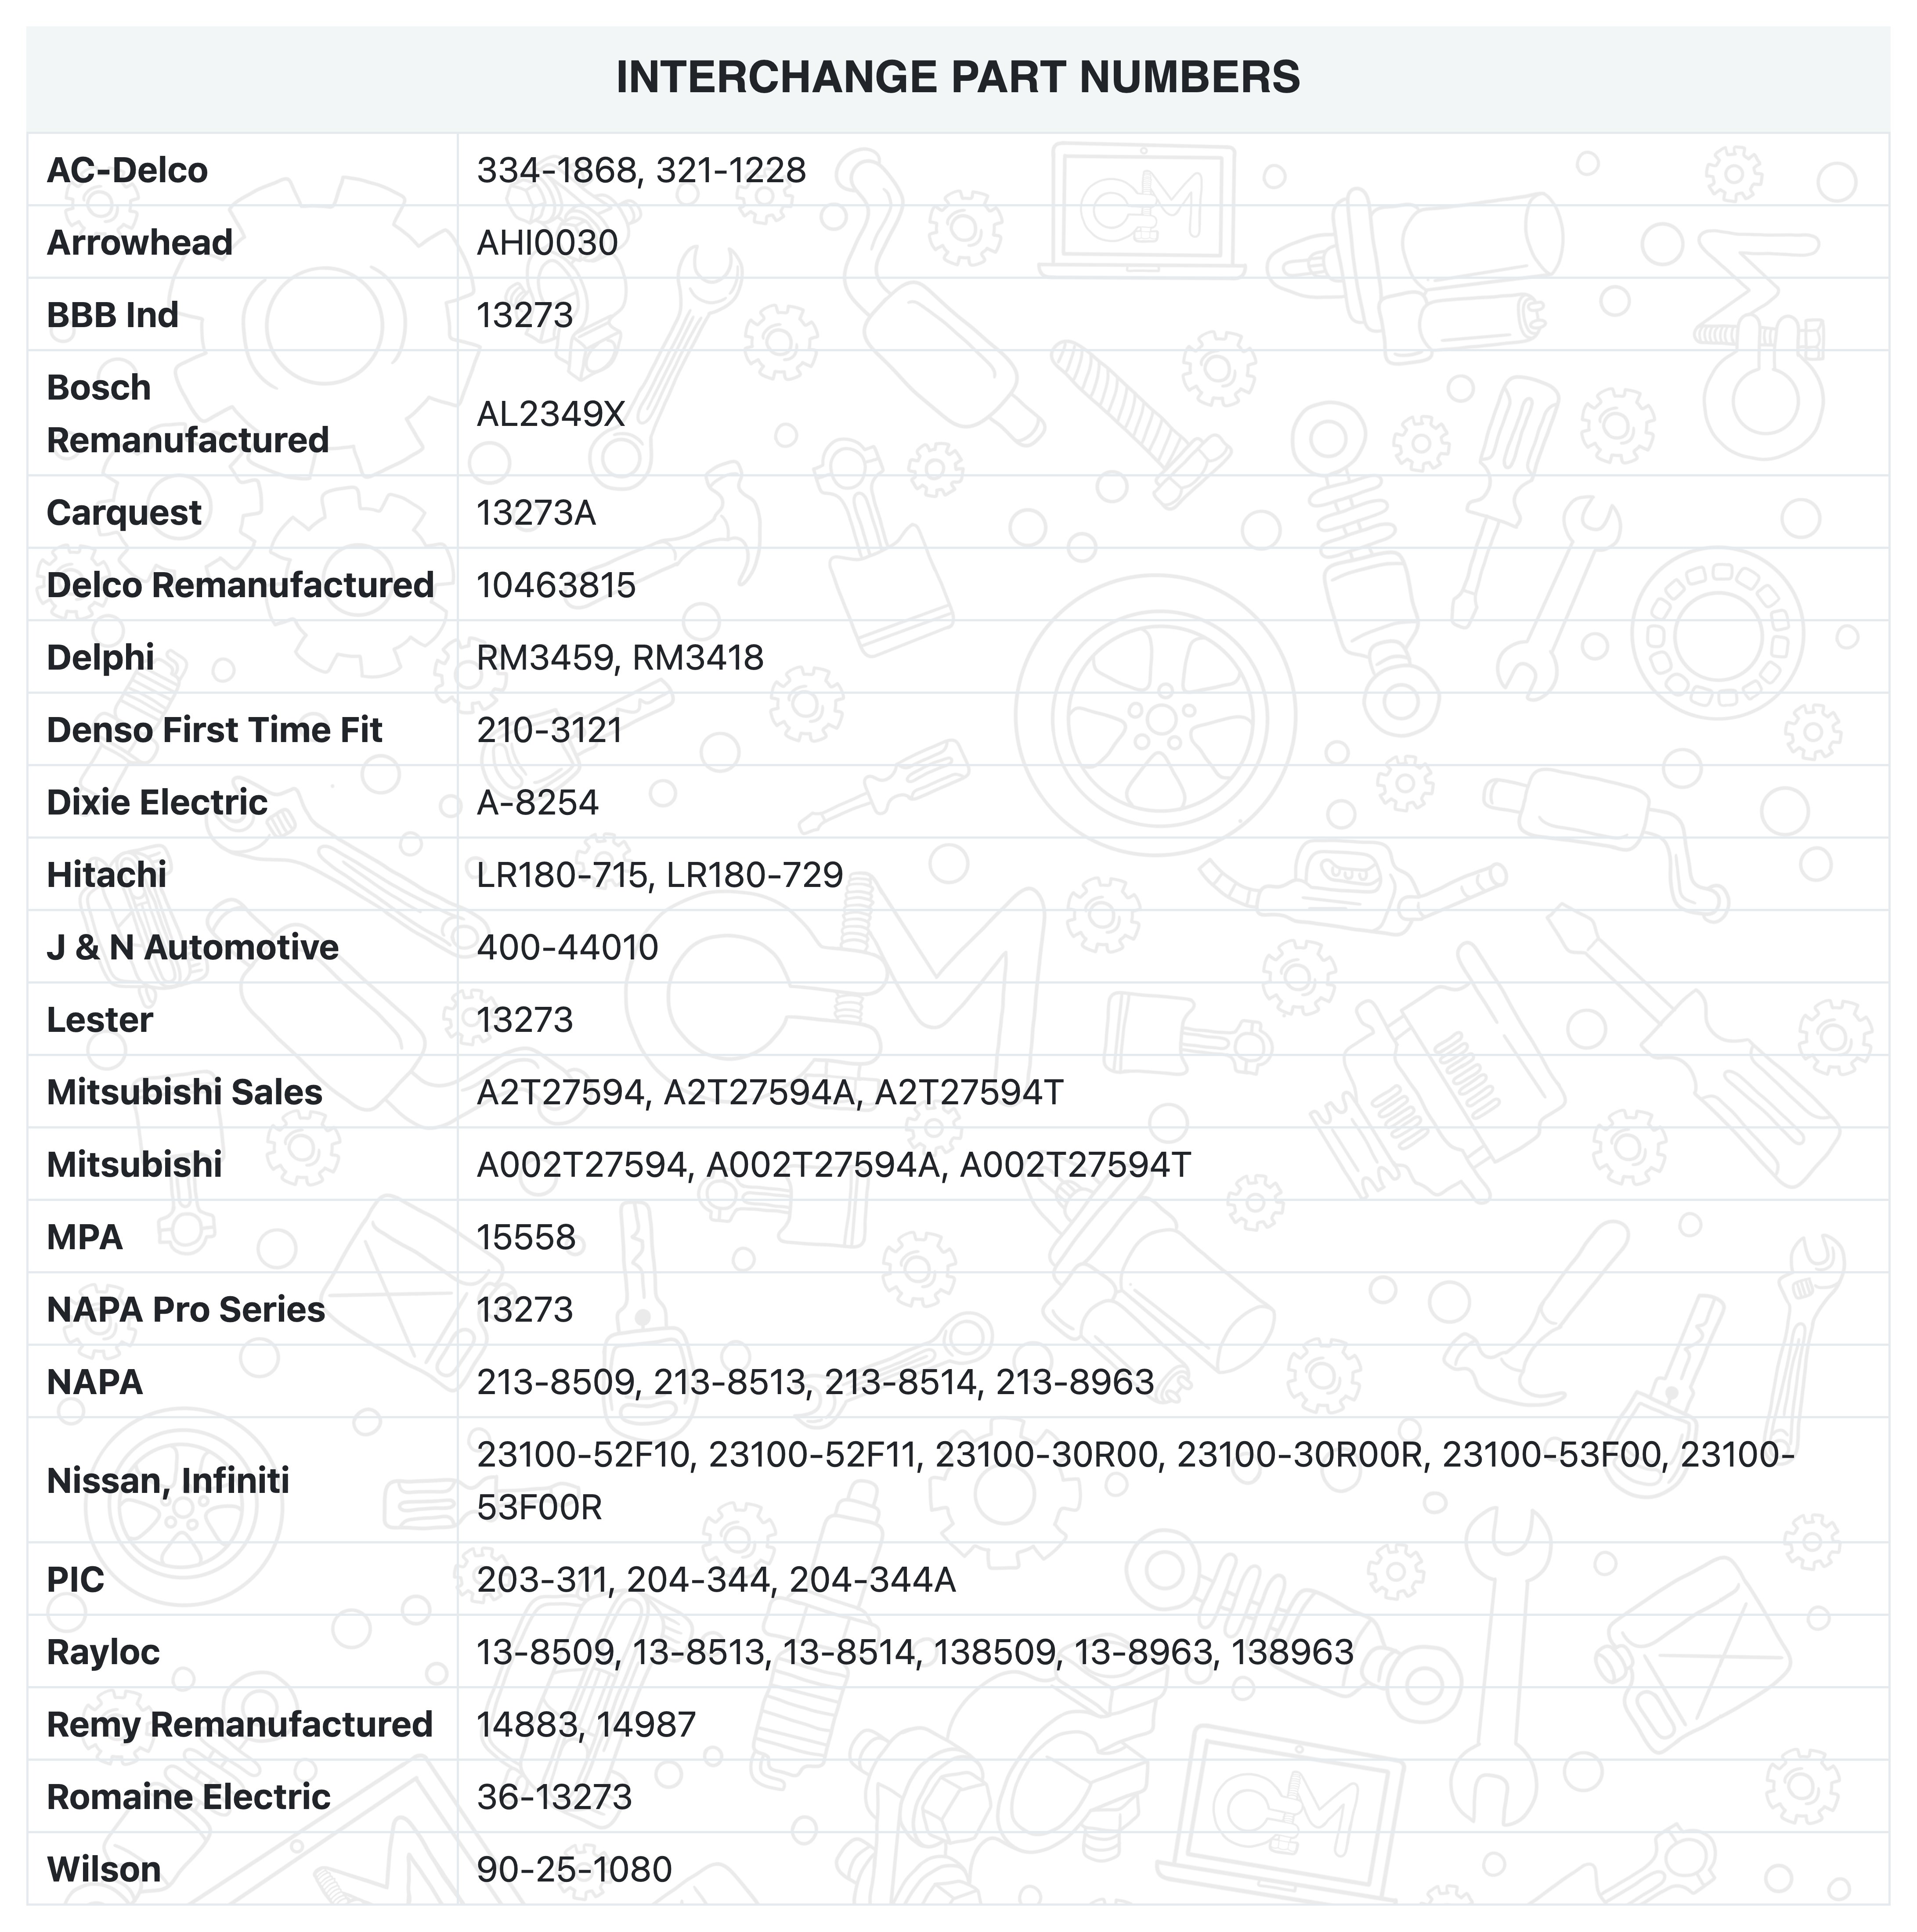 INTERCHANGE PART NUMBERS
AC-Delco 334-1868, 321-1228
Arrowhead AHI0030
BBB Ind 13273
Bosch
Remanufactured AL2349X
Carquest 13273A
Delco Remanufactured 10463815
Delphi RM3459, RM3418
Denso First Time Fit 210-3121
Dixie Electric A-8254
Hitachi LR180-715, LR180-729
J & N Automotive 400-44010
Lester 13273
Mitsubishi Sales A2T27594, A2T27594A, A2T27594T
Mitsubishi A002T27594, A002T27594A, A002T27594T
MPA 15558
NAPA Pro Series 13273
NAPA 213-8509, 213-8513, 213-8514, 213-8963
Nissan, Infiniti 23100-52F10, 23100-52F11, 23100-30R00, 23100-30R00R, 23100-53F00, 23100-
53F00R
PIC 203-311, 204-344, 204-344A
Rayloc 13-8509, 13-8513, 13-8514, 138509, 13-8963, 138963
Remy Remanufactured 14883, 14987
Romaine Electric 36-13273
Wilson 90-25-1080